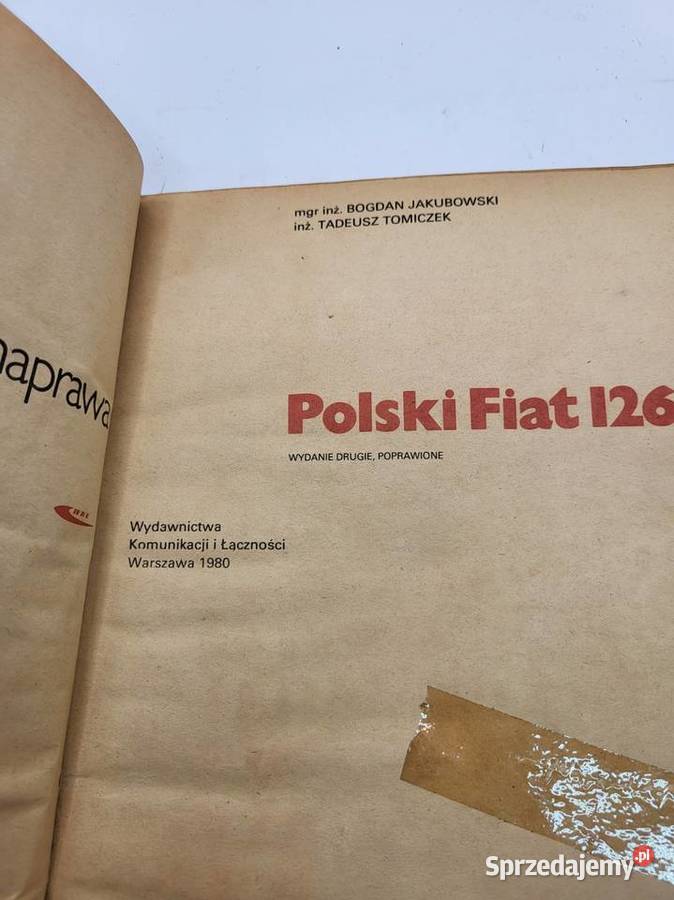 naprawa
mgr inż. BOGDAN JAKUBOWSKI
inż. TADEUSZ TOMICZEK
Polski Fiat 126
WYDANIE DRUGIE, POPRAWIONE
Wydawnictwa
Komunikacji i Łączności
Warszawa 1980
Sprzedajemy.pl